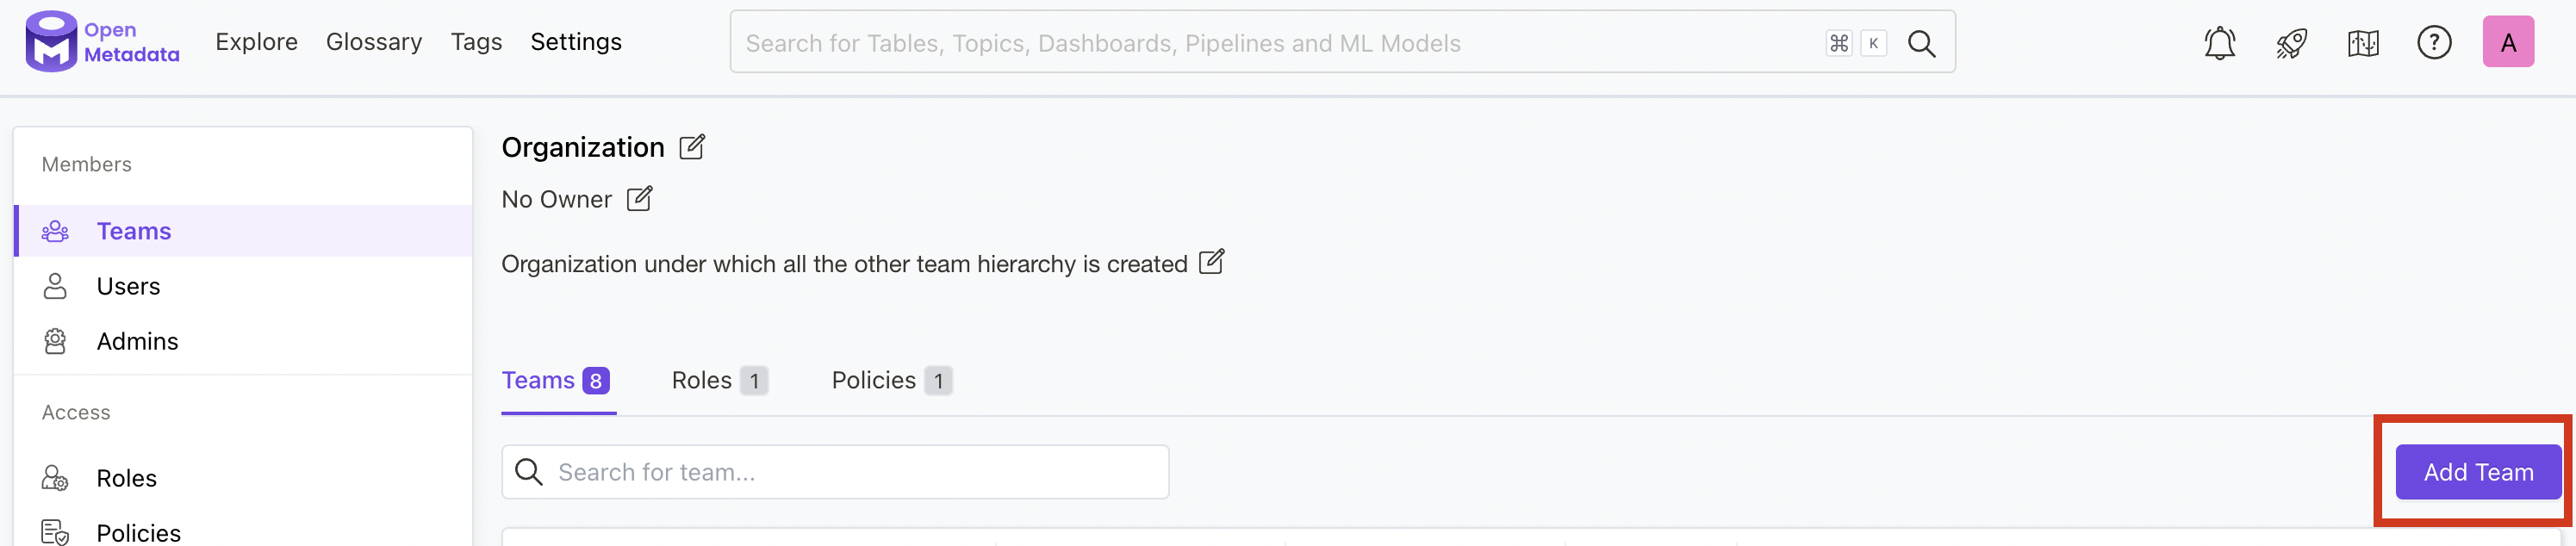 Open
Metadata
Explore Glossary Tags Settings
Search for Tables, Topics, Dashboards, Pipelines and ML Models
⌘ K
?
A
Members
Teams
Users
Admins
Access
Roles
Policies
Organization
No Owner
Organization under which all the other team hierarchy is created
Teams 8 Roles 1 Policies 1
Search for team...
Add Team